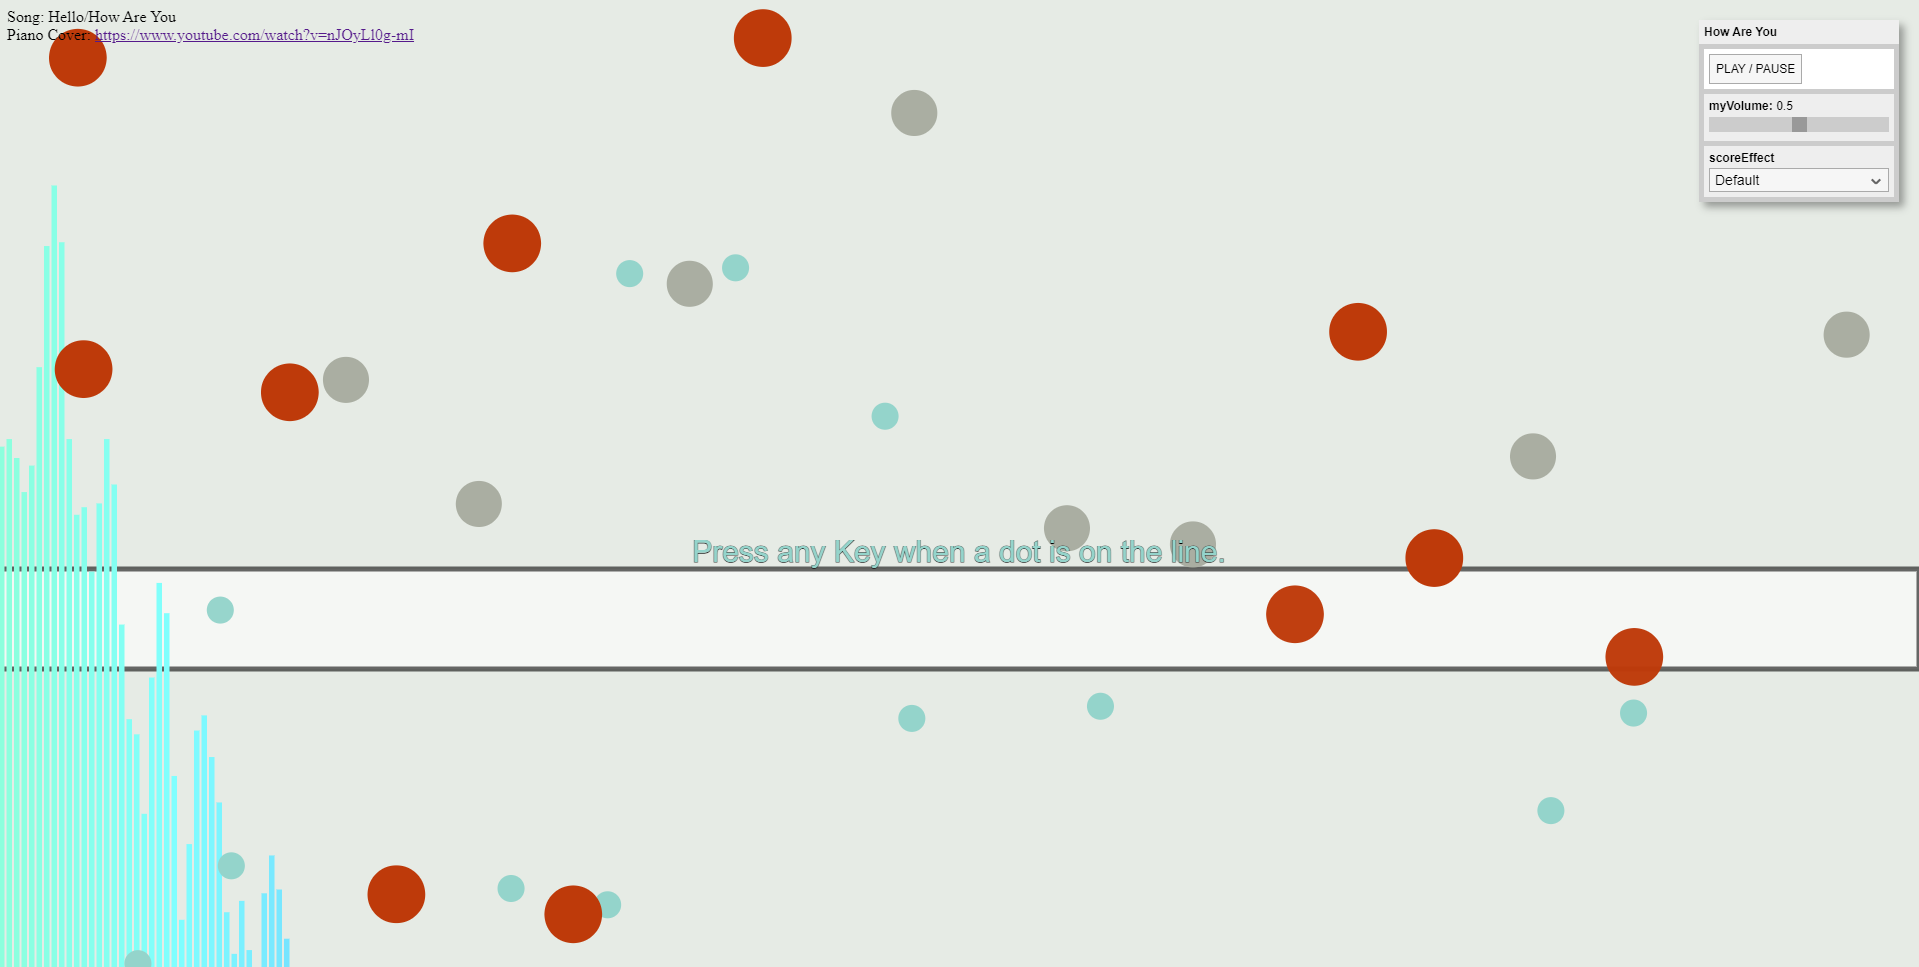 Song: Hello/How Are You
Piano Cover: https://www.youtube.com/watch?v=nJOyLl0g-mI
How Are You
PLAY / PAUSE
myVolume: 0.5
scoreEffect
Default
Press any Key when a dot is on the line.